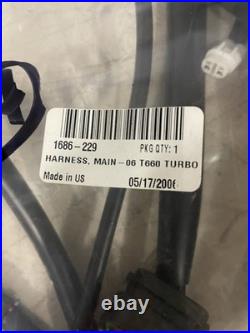 1686-229 PKG QTY: 1
HARNESS, MAIN-06 T660 TURBO
Made in US 05/17/2006